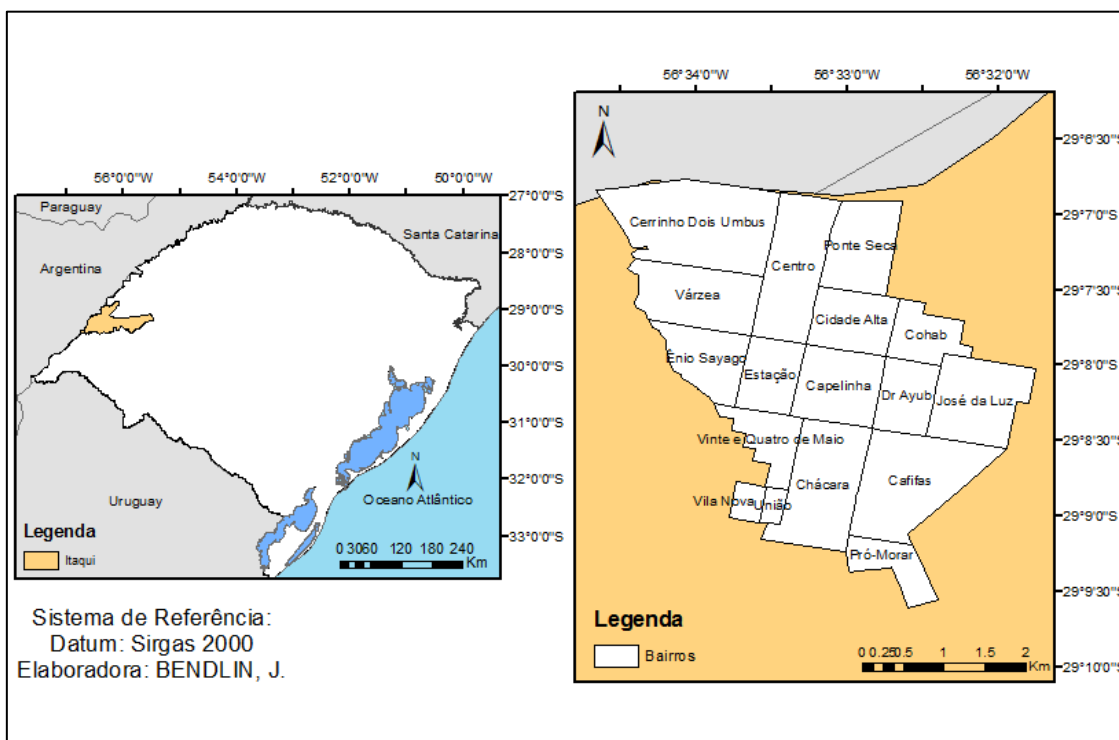 56°0'0"W 54°0'0"W 52°0'0"W 50°0'0"W
27°0'0"S
28°0'0"S
29°0'0"S
30°0'0"S
31°0'0"S
32°0'0"S
33°0'0"S
Paraguay
Santa Catarina
Argentina
N
Oceano Atlântico
Uruguay
Legenda
Itaqui
0 30 60 120 180 240
Km
Sistema de Referência:
Datum: Sirgas 2000
Elaboradora: BENDLIN, J.
56°34'0"W 56°33'0"W 56°32'0"W
29°6'30"S
29°7'0"S
29°7'30"S
29°8'0"S
29°8'30"S
29°9'0"S
29°9'30"S
29°10'0"S
N
Cerrinho Dois Umbus
Ponte Seca
Centro
Várzea
Cidade Alta
Cohab
Ênio Sayago
Estação
Capelinha
Dr Ayub
José da Luz
Vinte e Quatro de Maio
Chácara
Cafifas
Vila Nova
União
Pró-Morar
Legenda
Bairros
0 0.25 0.5 1 1.5 2
Km